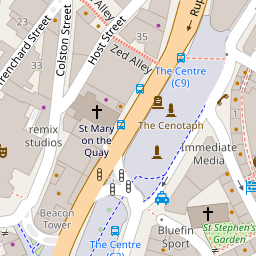 Alley
35
35
Trenchard Street
Colston Street
Host Street
Rup
33
Zed Alley
The Centre
(C9)
The Cenotaph
St Mary
on the
Quay
remix
studios
Immediate
Media
Beacon
Tower
The Centre
Bluefin
Sport
St Stephen's
Garden